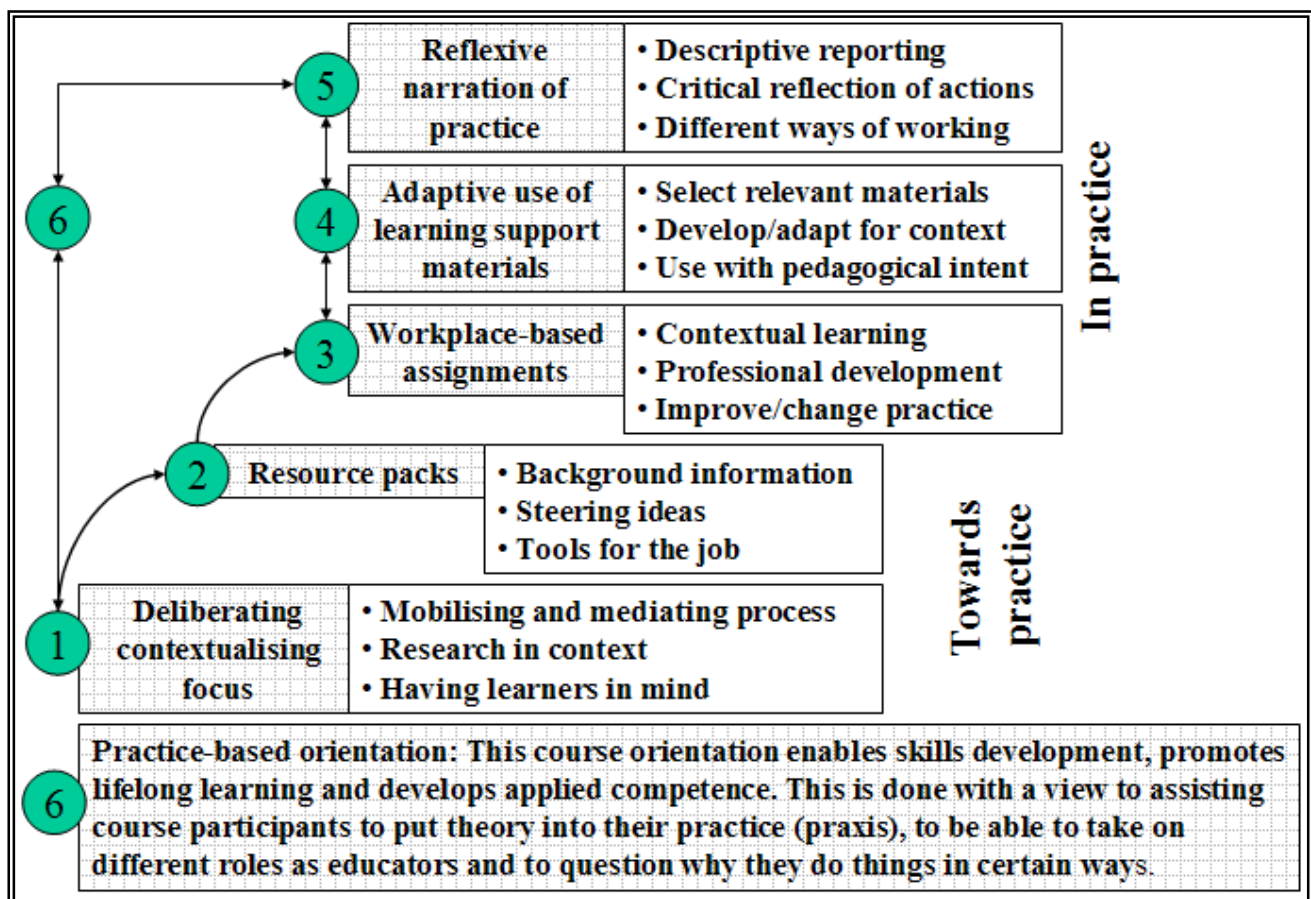 5
Reflexive
narration of
practice
• Descriptive reporting
• Critical reflection of actions
• Different ways of working
6
4
Adaptive use of
learning support
materials
• Select relevant materials
• Develop/adapt for context
• Use with pedagogical intent
In practice
3
Workplace-based
assignments
• Contextual learning
• Professional development
• Improve/change practice
2
Resource packs
• Background information
• Steering ideas
• Tools for the job
Towards
practice
1
Deliberating
contextualising
focus
• Mobilising and mediating process
• Research in context
• Having learners in mind
6
Practice-based orientation: This course orientation enables skills development, promotes
lifelong learning and develops applied competence. This is done with a view to assisting
course participants to put theory into their practice (praxis), to be able to take on
different roles as educators and to question why they do things in certain ways.